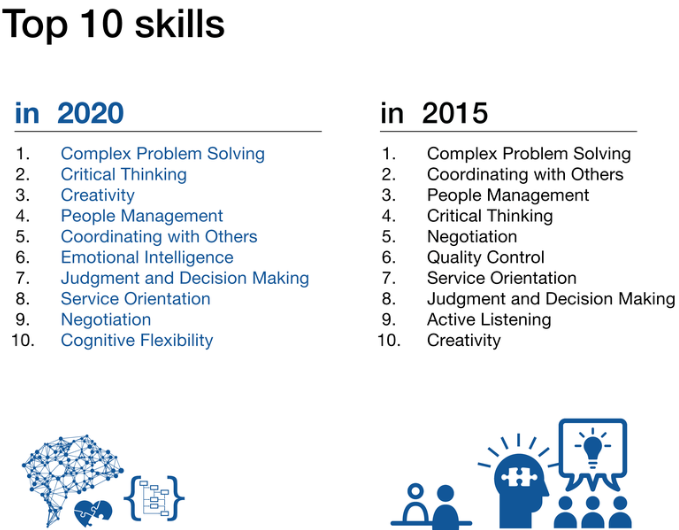 Top 10 skills
in 2020
1. Complex Problem Solving
2. Critical Thinking
3. Creativity
4. People Management
5. Coordinating with Others
6. Emotional Intelligence
7. Judgment and Decision Making
8. Service Orientation
9. Negotiation
10. Cognitive Flexibility
in 2015
1. Complex Problem Solving
2. Coordinating with Others
3. People Management
4. Critical Thinking
5. Negotiation
6. Quality Control
7. Service Orientation
8. Judgment and Decision Making
9. Active Listening
10. Creativity